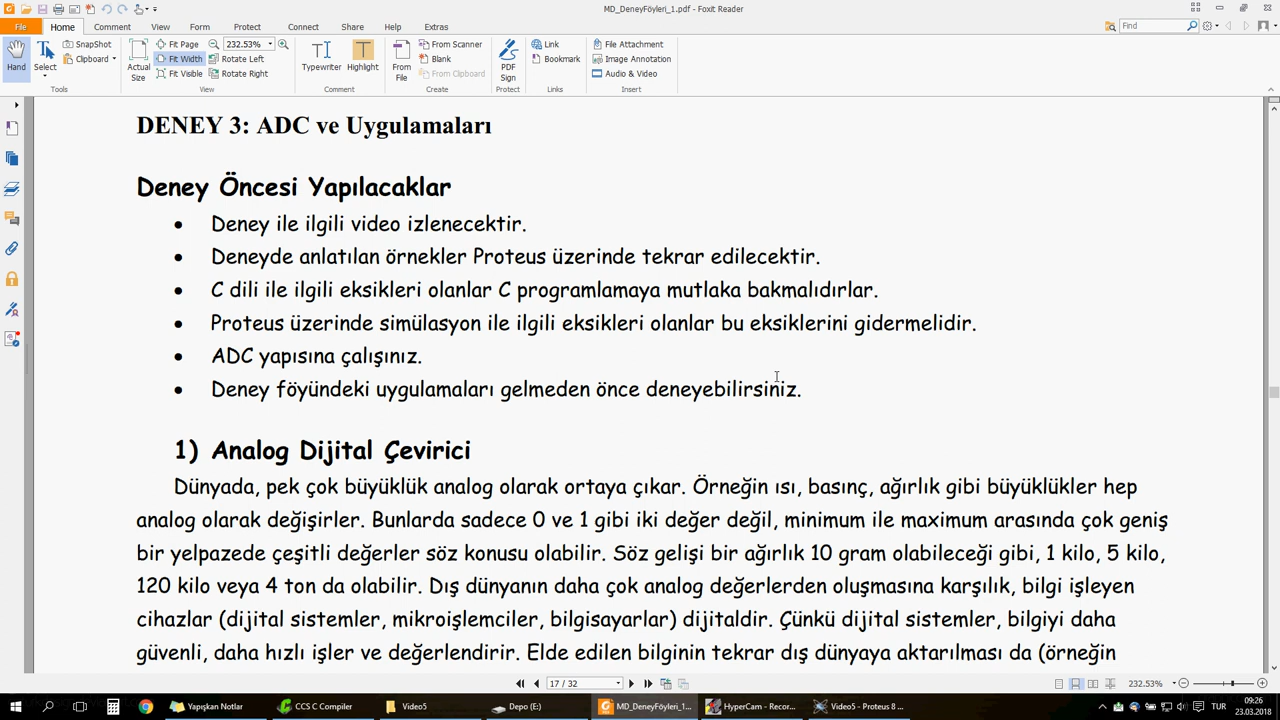 MD_DeneyFöyleri_1.pdf - Foxit Reader
File Home Comment View Form Protect Connect Share Help Extras
Find
Hand
Select
SnapShot
Clipboard
Tools
Actual Size
Fit Page
Fit Width
Fit Visible
232.53%
Rotate Left
Rotate Right
View
Typewriter
Highlight
Comment
From File
From Scanner
Blank
From Clipboard
Create
PDF Sign
Protect
Link
Bookmark
Links
File Attachment
Image Annotation
Audio & Video
Insert
DENEY 3: ADC ve Uygulamaları
Deney Öncesi Yapılacaklar
• Deney ile ilgili video izlenecektir.
• Deneyde anlatılan örnekler Proteus üzerinde tekrar edilecektir.
• C dili ile ilgili eksikleri olanlar C programlamaya mutlaka bakmalıdırlar.
• Proteus üzerinde simülasyon ile ilgili eksikleri olanlar bu eksiklerini gidermelidir.
• ADC yapısına çalışınız.
• Deney föyündeki uygulamaları gelmeden önce deneyebilirsiniz.
1) Analog Dijital Çevirici
Dünyada, pek çok büyüklük analog olarak ortaya çıkar. Örneğin ısı, basınç, ağırlık gibi büyüklükler hep
analog olarak değişirler. Bunlarda sadece 0 ve 1 gibi iki değer değil, minimum ile maximum arasında çok geniş
bir yelpazede çeşitli değerler söz konusu olabilir. Söz gelişi bir ağırlık 10 gram olabileceği gibi, 1 kilo, 5 kilo,
120 kilo veya 4 ton da olabilir. Dış dünyanın daha çok analog değerlerden oluşmasına karşılık, bilgi işleyen
cihazlar (dijital sistemler, mikroişlemciler, bilgisayarlar) dijitaldir. Çünkü dijital sistemler, bilgiyi daha
güvenli, daha hızlı işler ve değerlendirir. Elde edilen bilginin tekrar dış dünyaya aktarılması da (örneğin
17 / 32
232.53%
Yapışkan Notlar
CCS C Compiler
Video5
Depo (E:)
MD_DeneyFöyleri_1...
HyperCam - Recor...
Video5 - Proteus 8 ...
TUR
09:26
23.03.2018